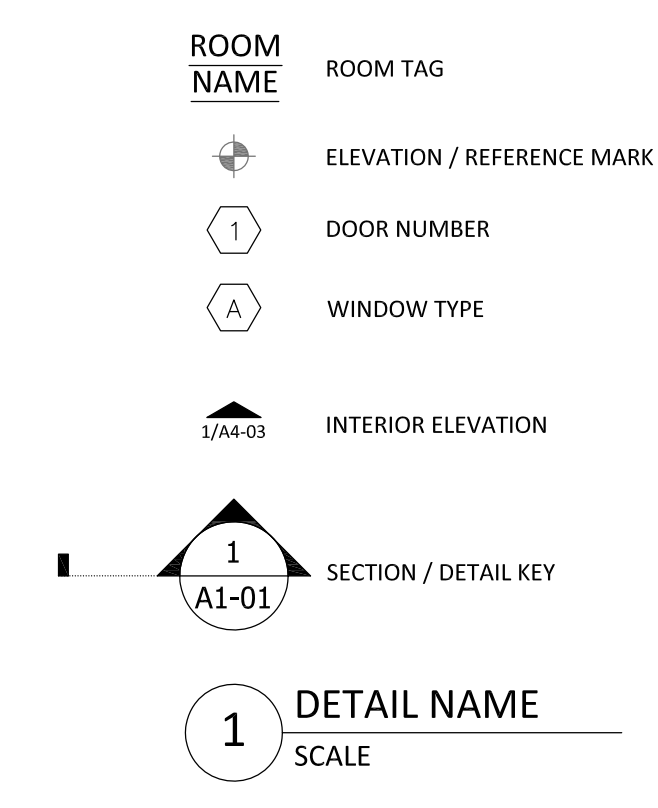 ROOM
NAME
ROOM TAG
ELEVATION / REFERENCE MARK
1
DOOR NUMBER
A
WINDOW TYPE
1/A4-03
INTERIOR ELEVATION
1
A1-01
SECTION / DETAIL KEY
1
DETAIL NAME
SCALE